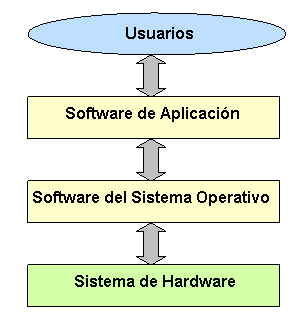 Usuarios
Software de Aplicación
Software del Sistema Operativo
Sistema de Hardware